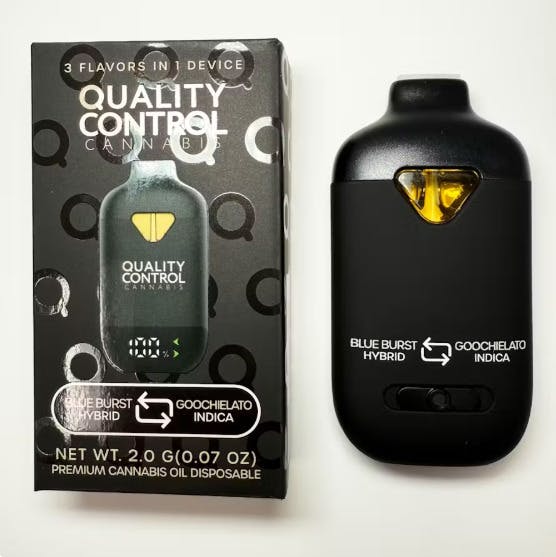 3 FLAVORS IN 1 DEVICE
QUALITY
CONTROL
CANNABIS
QUALITY
CONTROL
CANNABIS
100%
BLUE BURST
HYBRID
GOOCHIELATO
INDICA
NET WT. 2.0 G(0.07 OZ)
PREMIUM CANNABIS OIL DISPOSABLE
BLUE BURST
HYBRID
GOOCHIELATO
INDICA